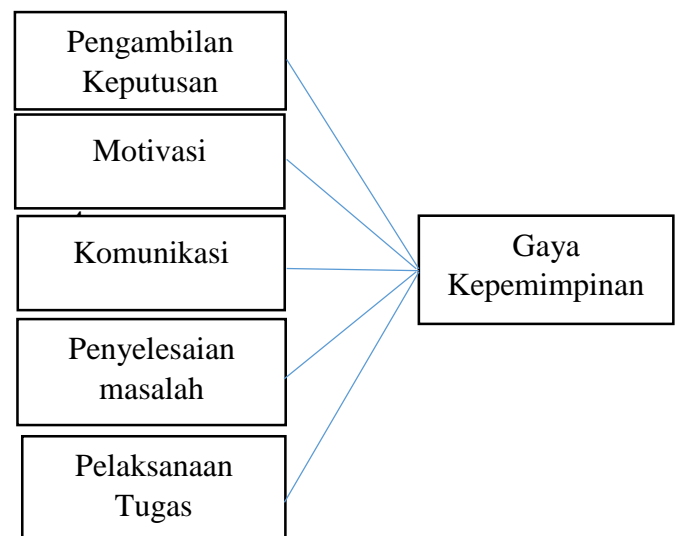 Pengambilan
Keputusan
Motivasi
Komunikasi
Penyelesaian
masalah
Pelaksanaan
Tugas
Gaya
Kepemimpinan